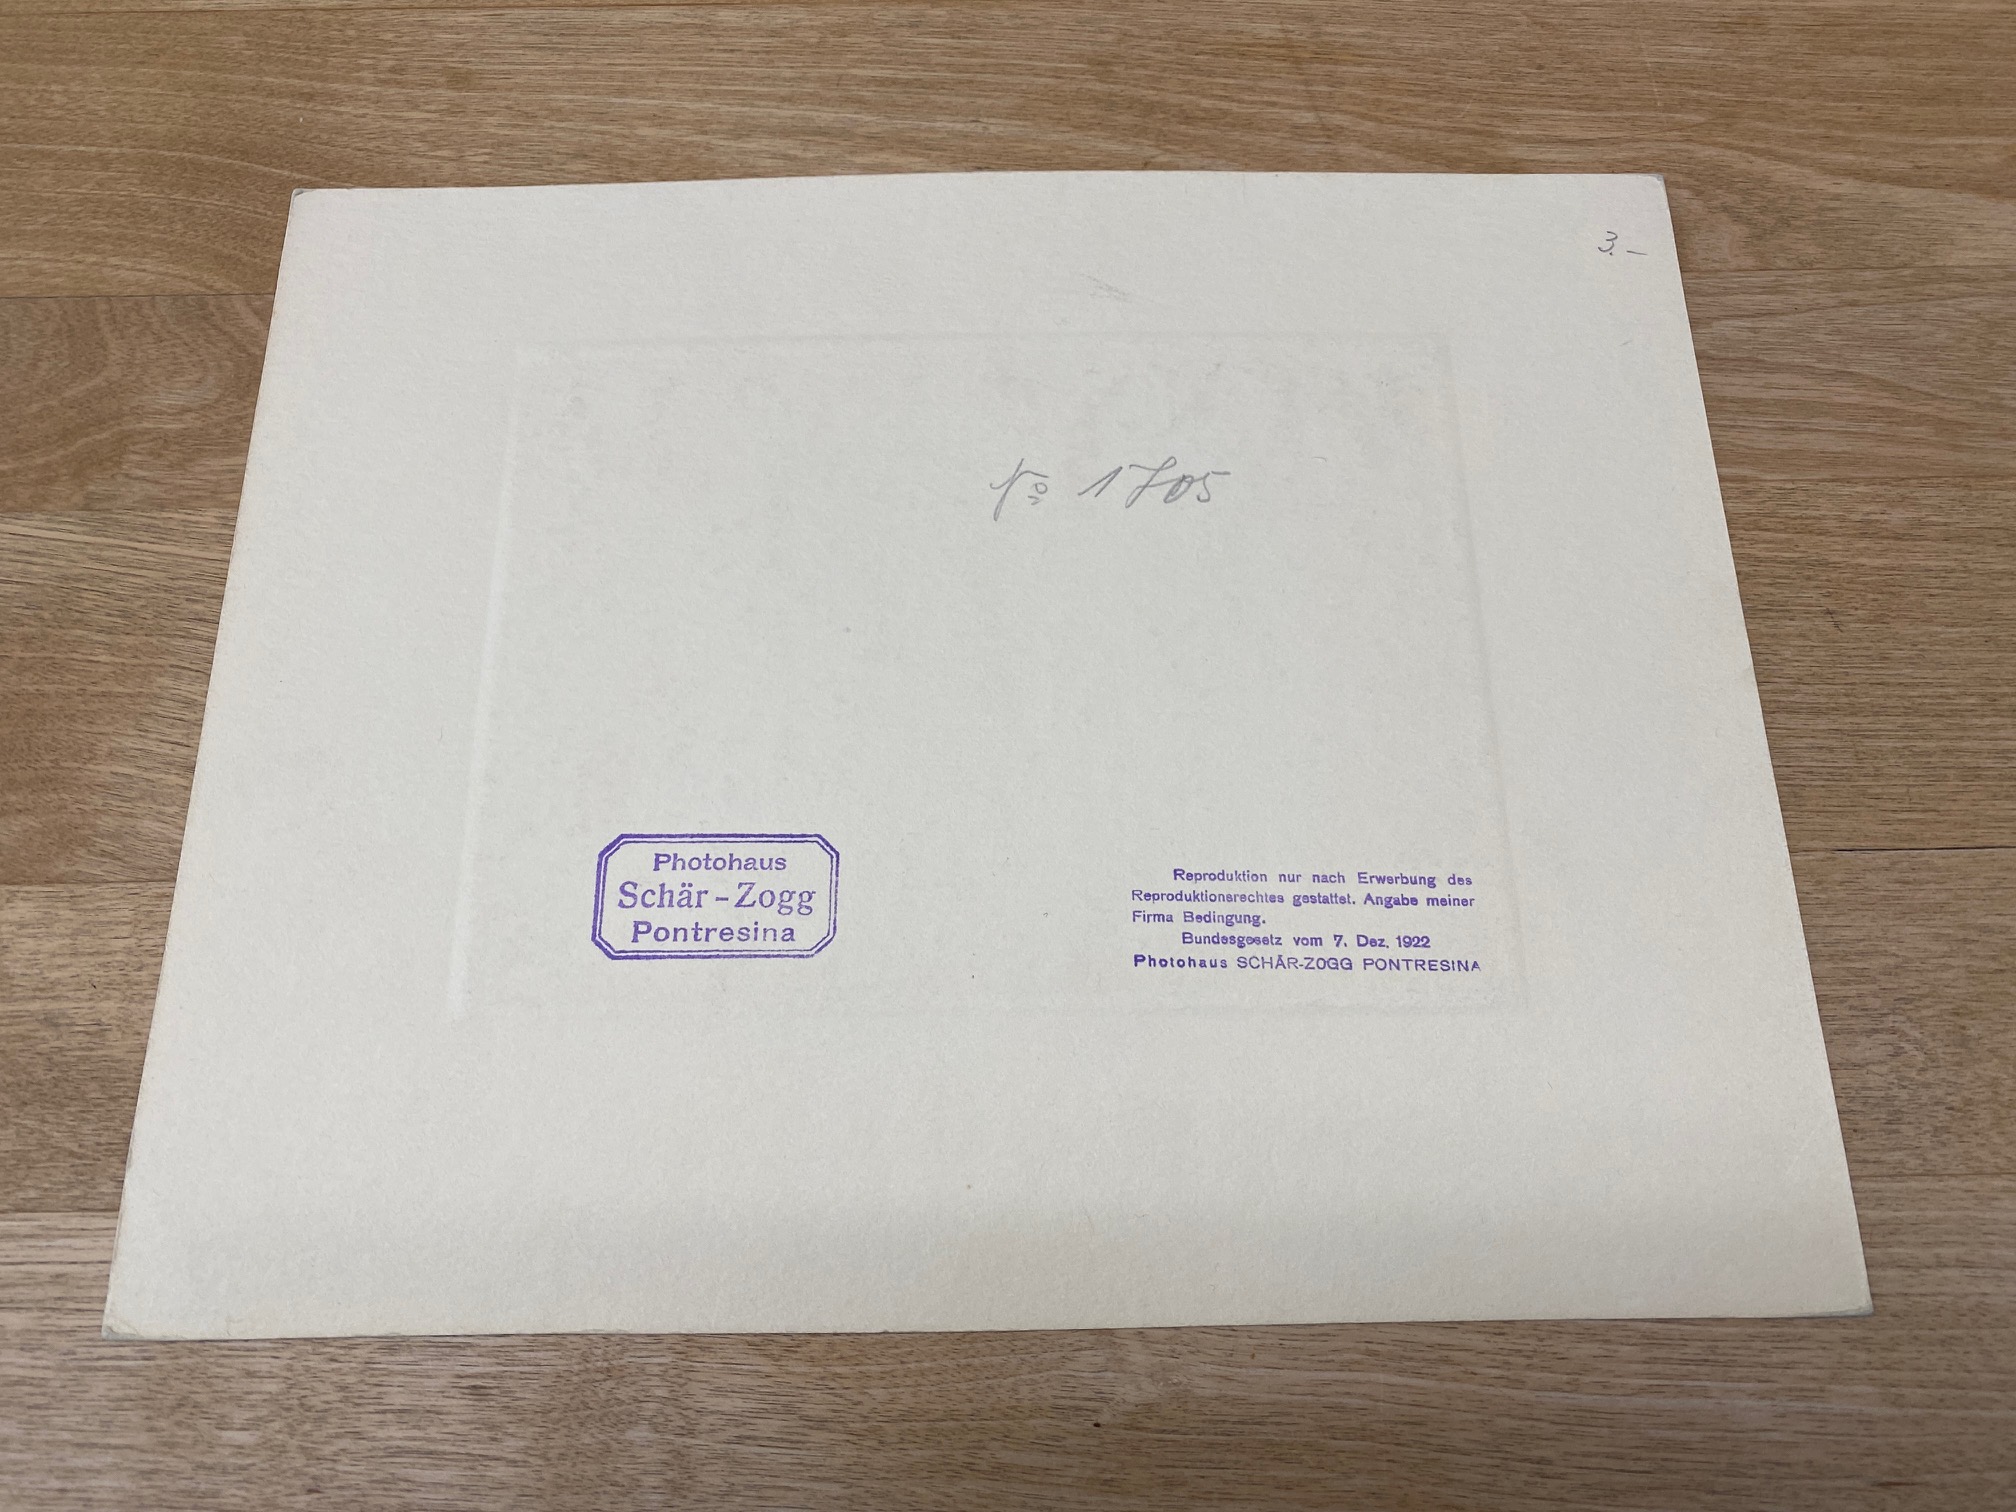 3.–
No 1705
Photohaus
Schär-Zogg
Pontresina
Reproduktion nur nach Erwerbung des
Reproduktionsrechtes gestattet. Angabe meiner
Firma Bedingung.
Bundesgesetz vom 7. Dez. 1922
Photohaus SCHÄR-ZOGG PONTRESINA